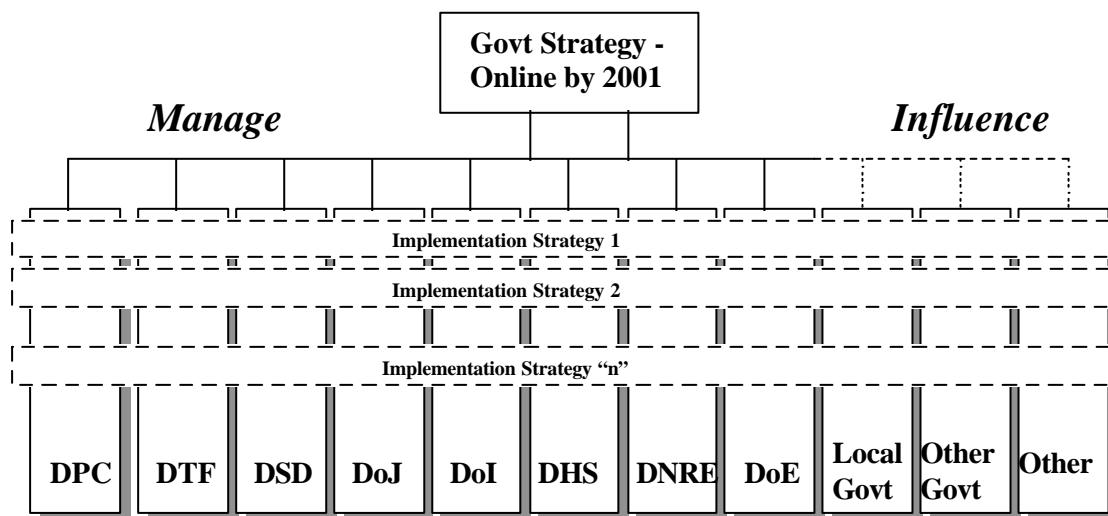 Govt Strategy -
Online by 2001
Manage
Influence
Implementation Strategy 1
Implementation Strategy 2
Implementation Strategy “n”
DPC
DTF
DSD
DoJ
DoI
DHS
DNRE
DoE
Local
Govt
Other
Govt
Other